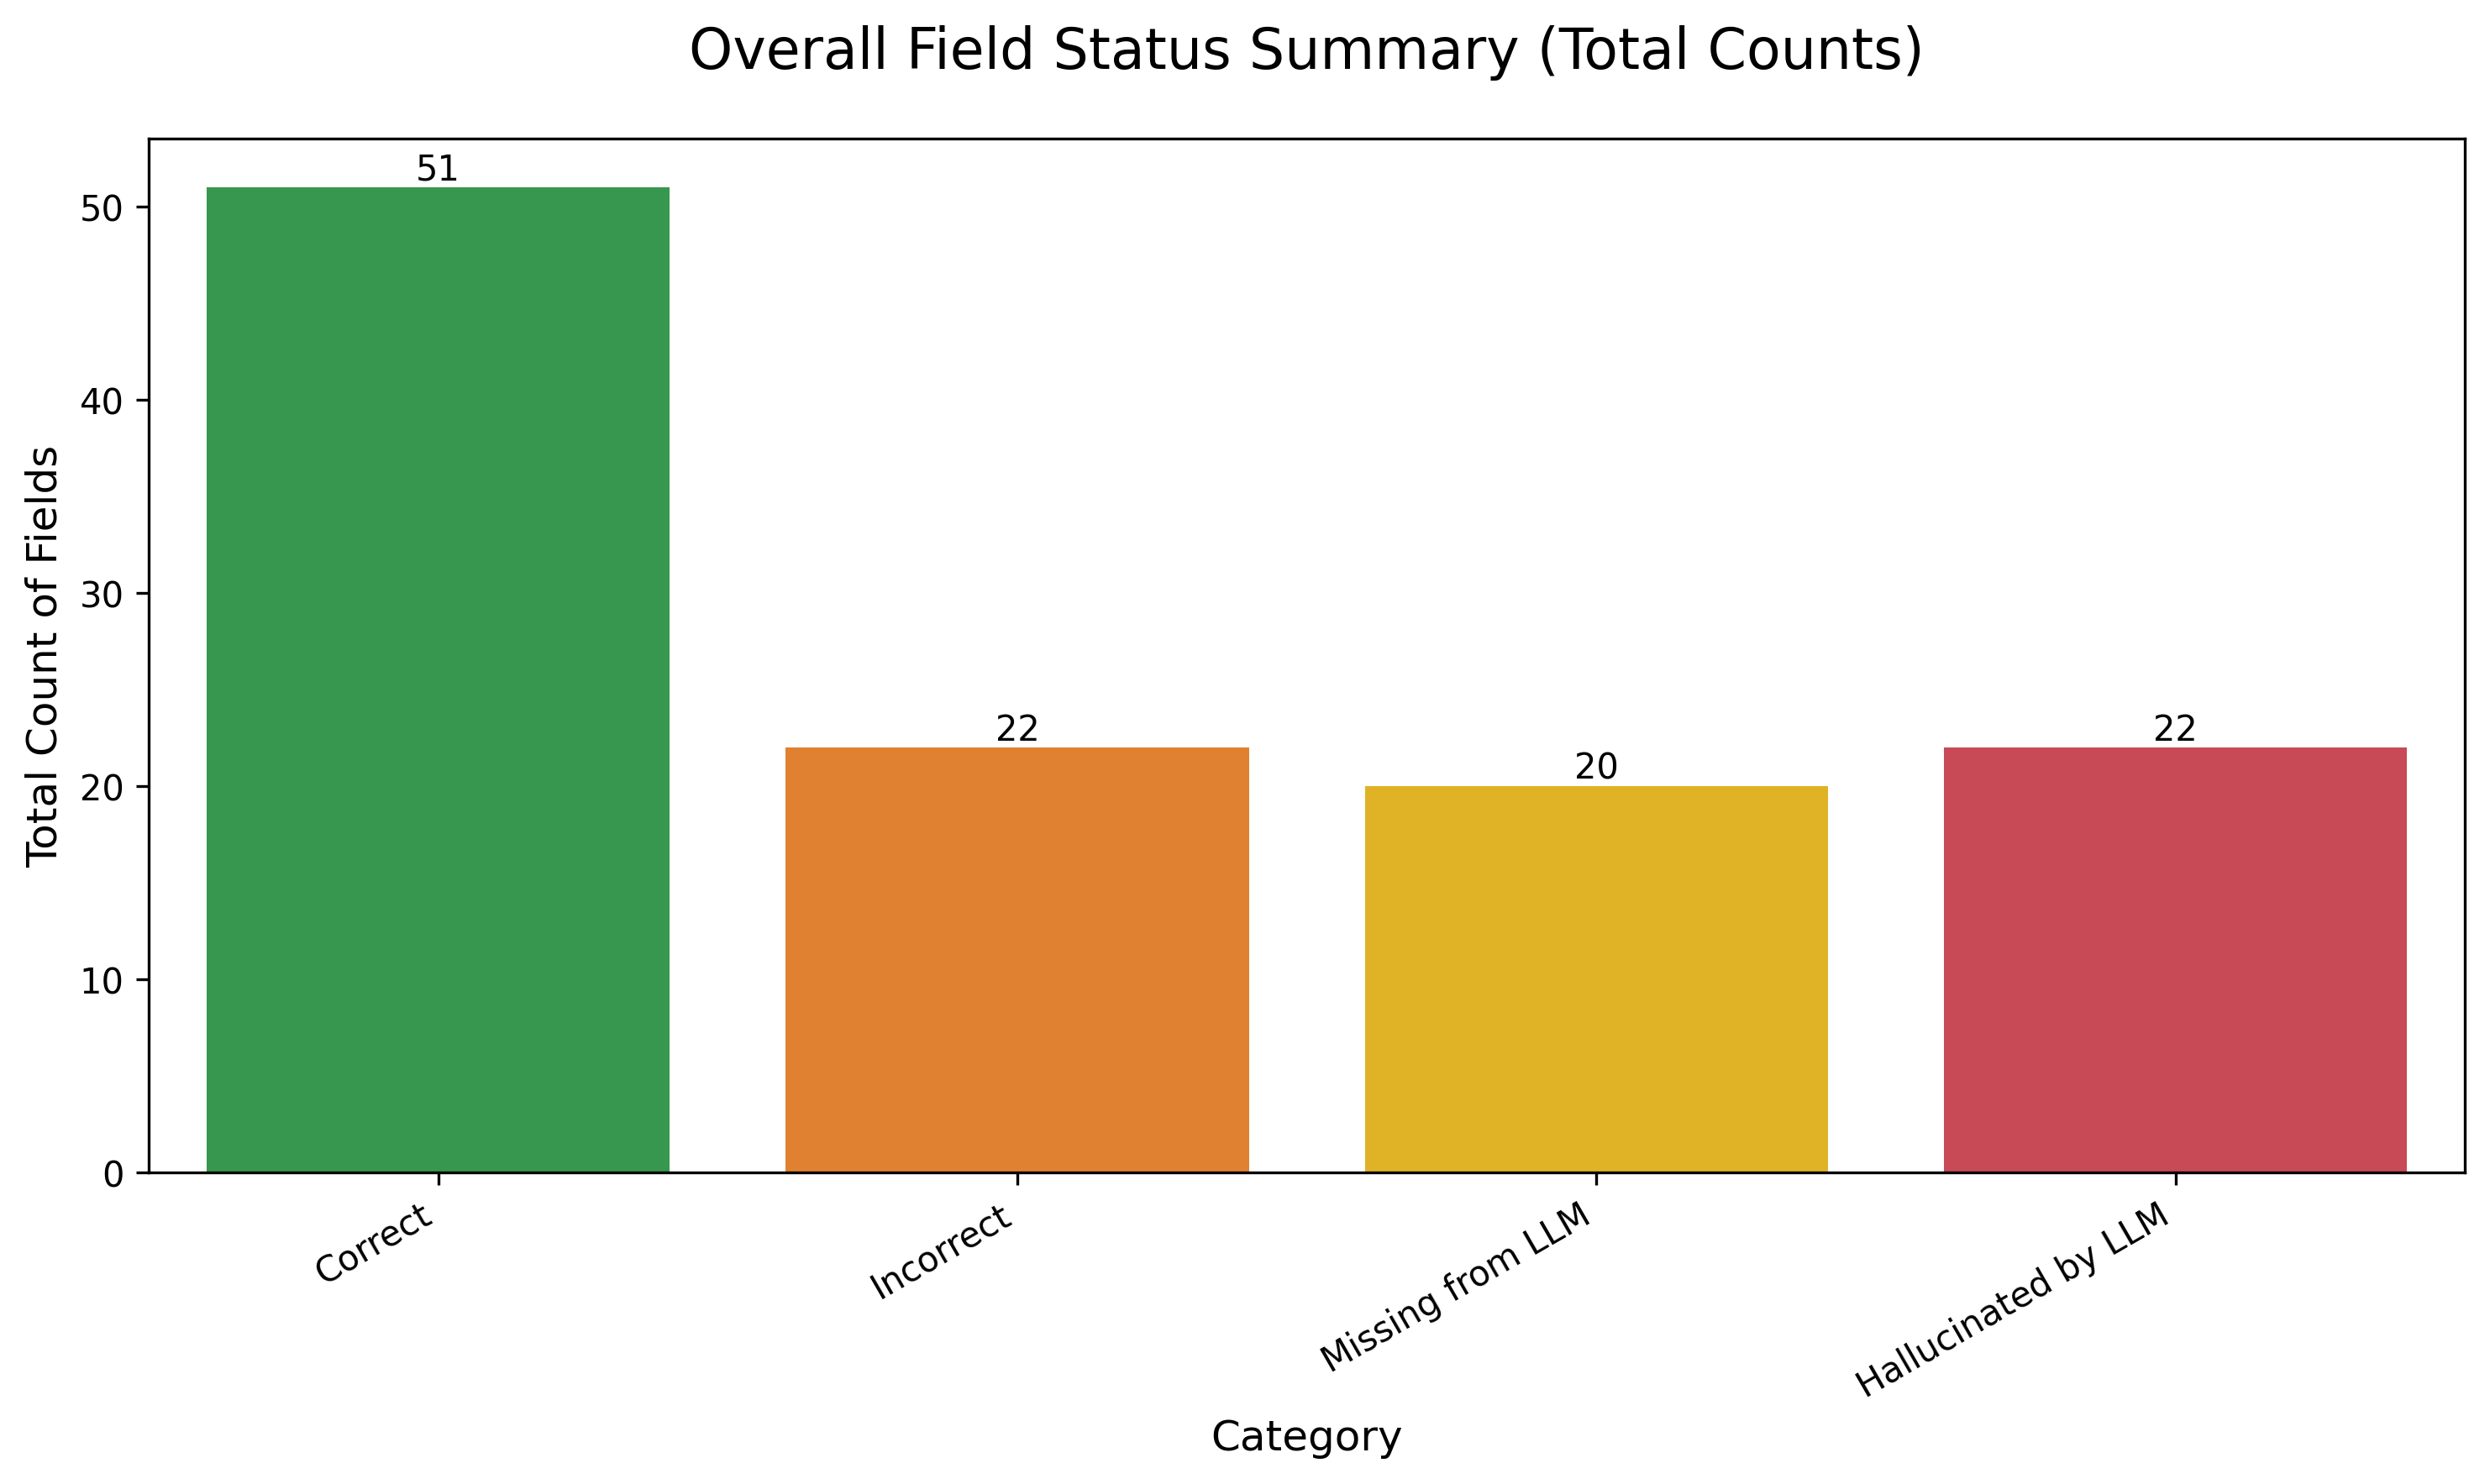 Overall Field Status Summary (Total Counts)
Total Count of Fields
50
40
30
20
10
0
51
22
20
22
Correct
Incorrect
Missing from LLM
Hallucinated by LLM
Category